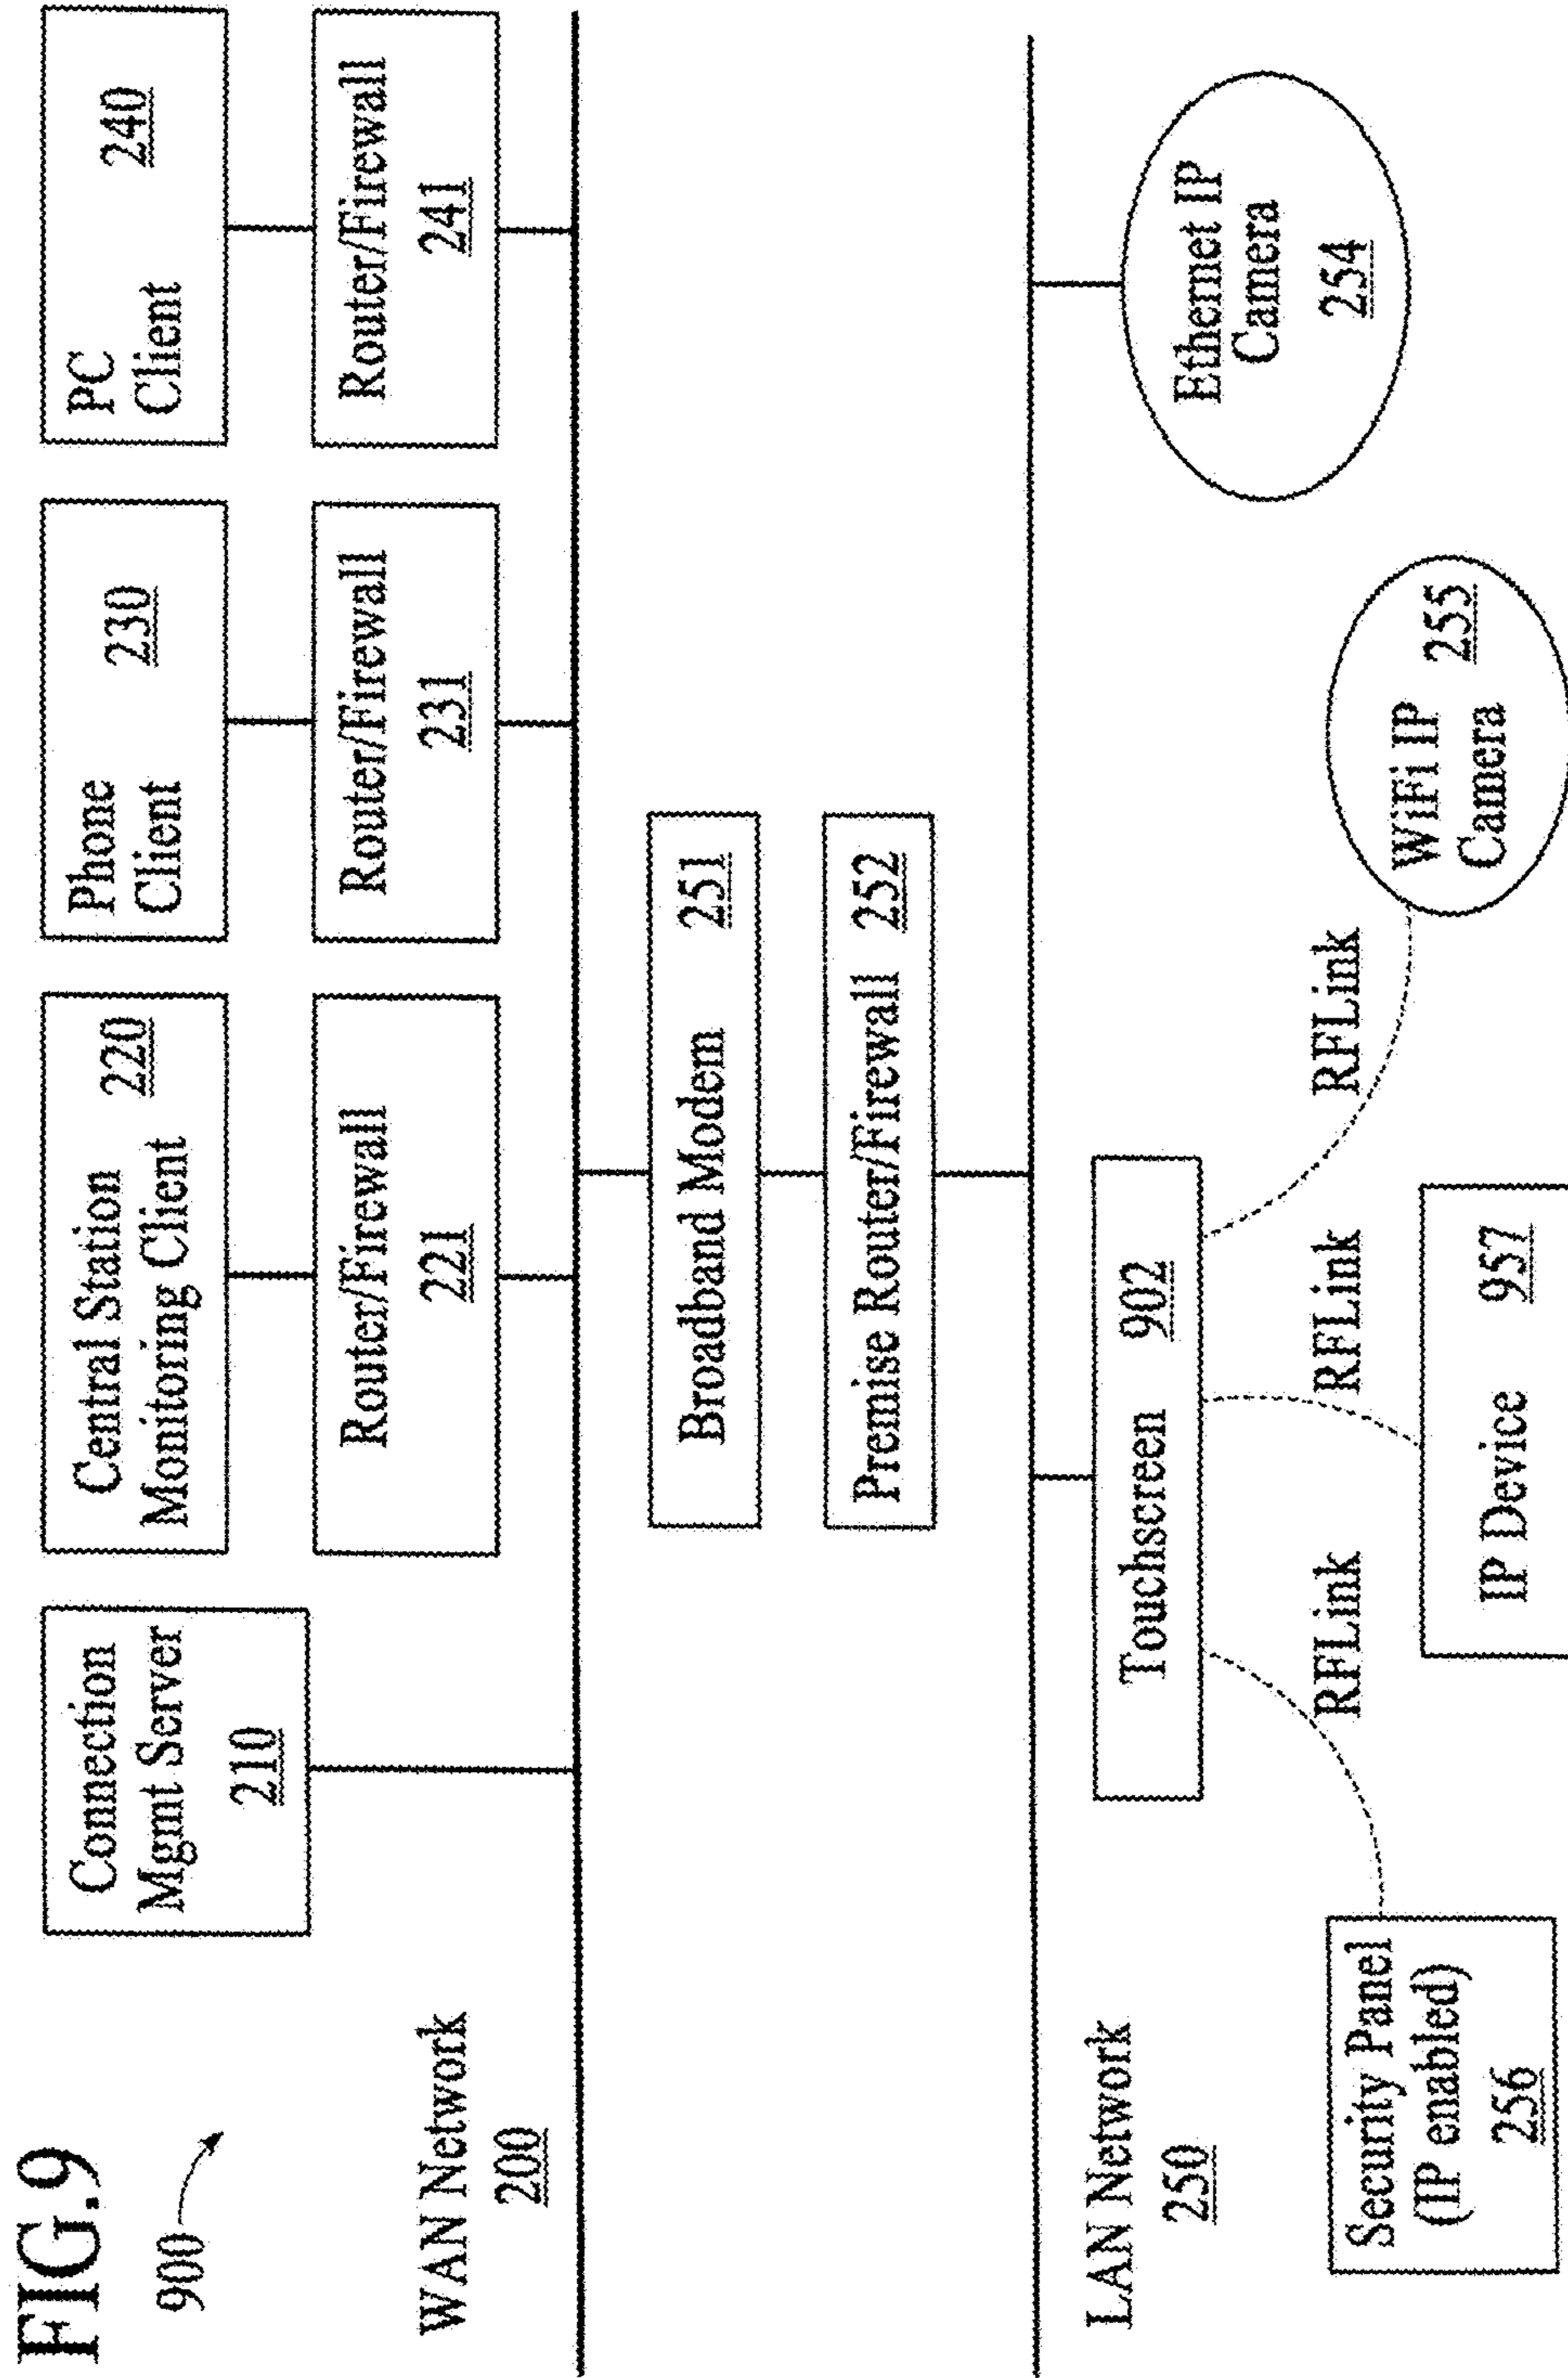 FIG.9
900
Connection
Mgmt Server
210
Central Station
Monitoring Client 220
Phone
Client 230
PC
Client 240
Router/Firewall
221
Router/Firewall
231
Router/Firewall
241
WAN Network
200
Broadband Modem 251
Premise Router/Firewall 252
LAN Network
250
Touchscreen 902
Ethernet IP
Camera
254
RFLink
RFLink
RFLink
Security Panel
(IP enabled)
256
IP Device 957
WiFi IP
Camera 255